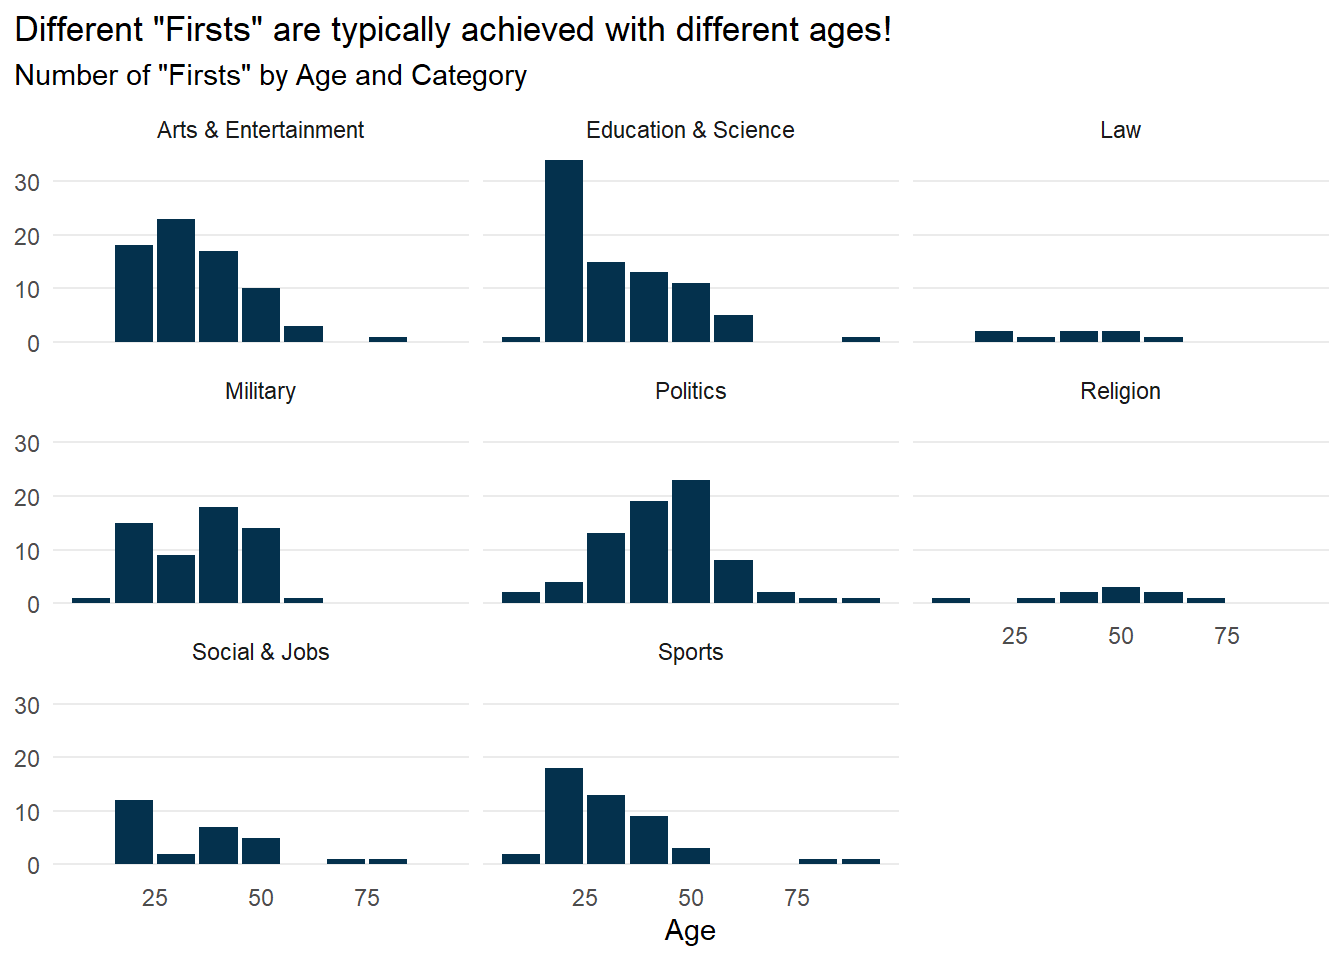 Different "Firsts" are typically achieved with different ages!
Number of "Firsts" by Age and Category
Arts & Entertainment
Education & Science
Law
30
20
10
0
Military
Politics
Religion
30
20
10
0
25 50 75
Social & Jobs
Sports
30
20
10
0
25 50 75
25 50 75
Age